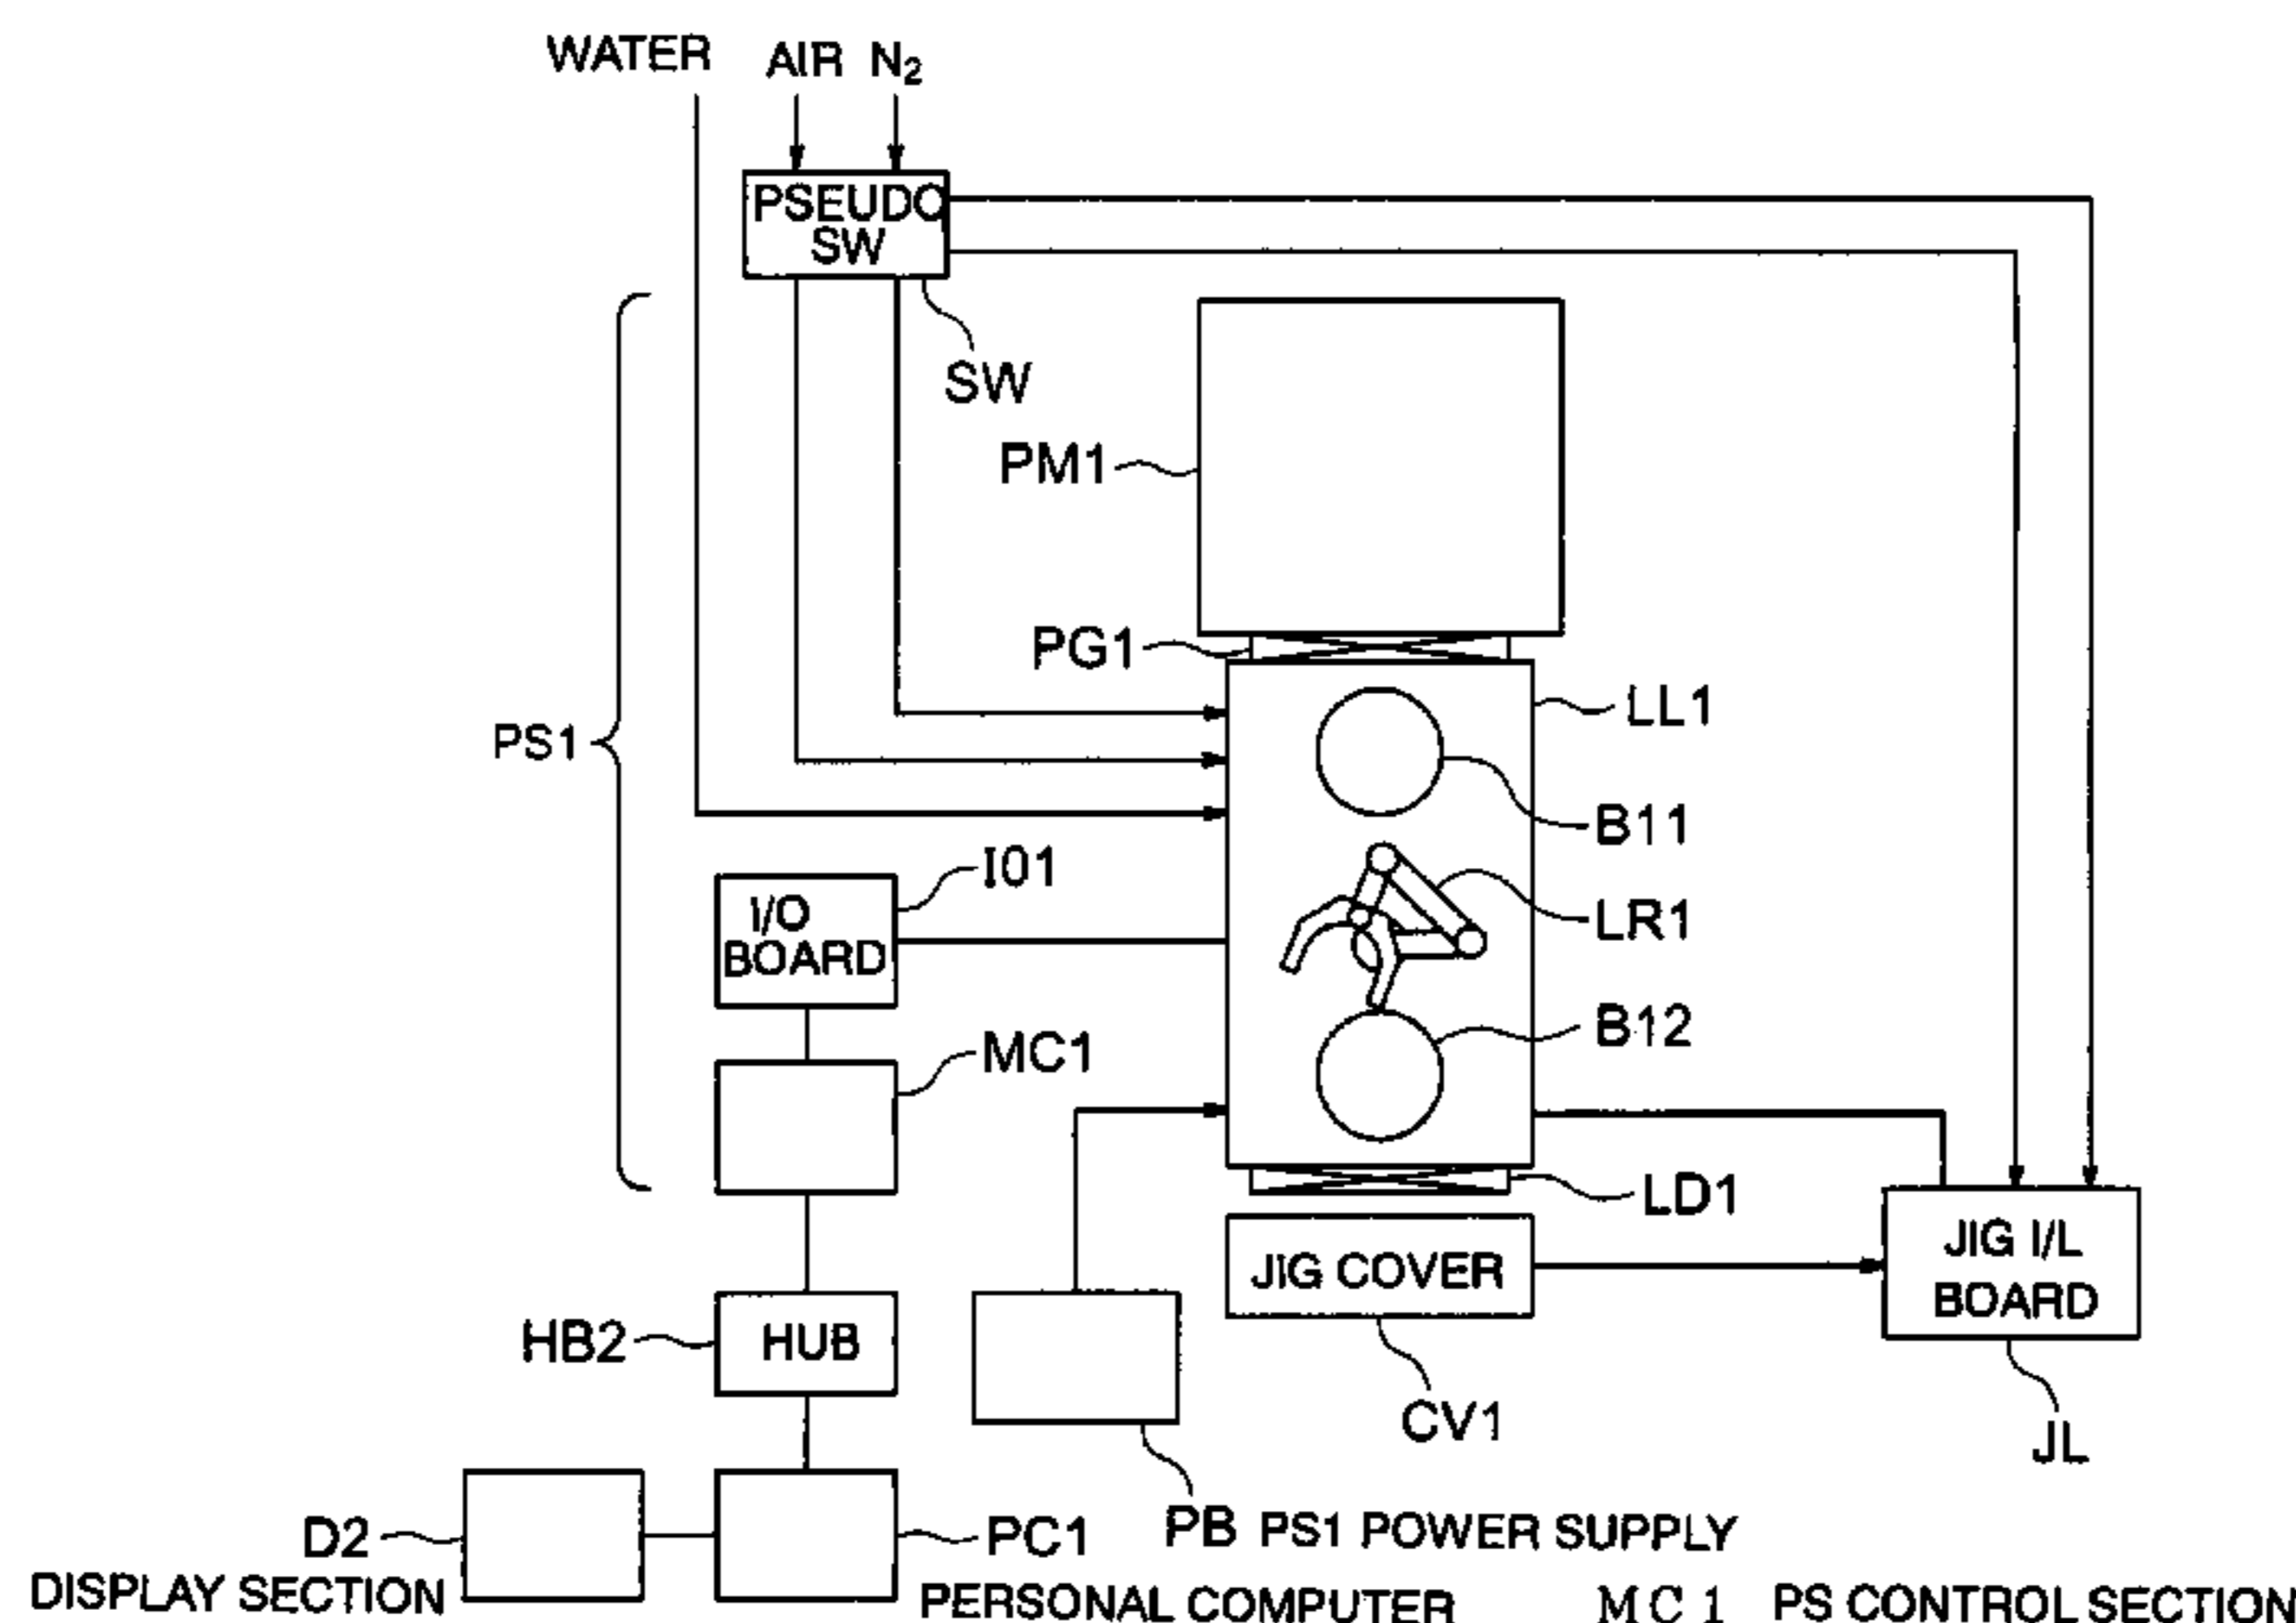 WATER
AIR
N₂
PSEUDO
SW
SW
PM1
PG1
LL1
PS1
B11
I01
I/O
BOARD
LR1
B12
MC1
LD1
JIG I/L
BOARD
JIG COVER
HB2
HUB
CV1
JL
D2
PC1
PB PS1 POWER SUPPLY
DISPLAY SECTION
PERSONAL COMPUTER
MC1 PS CONTROL SECTION